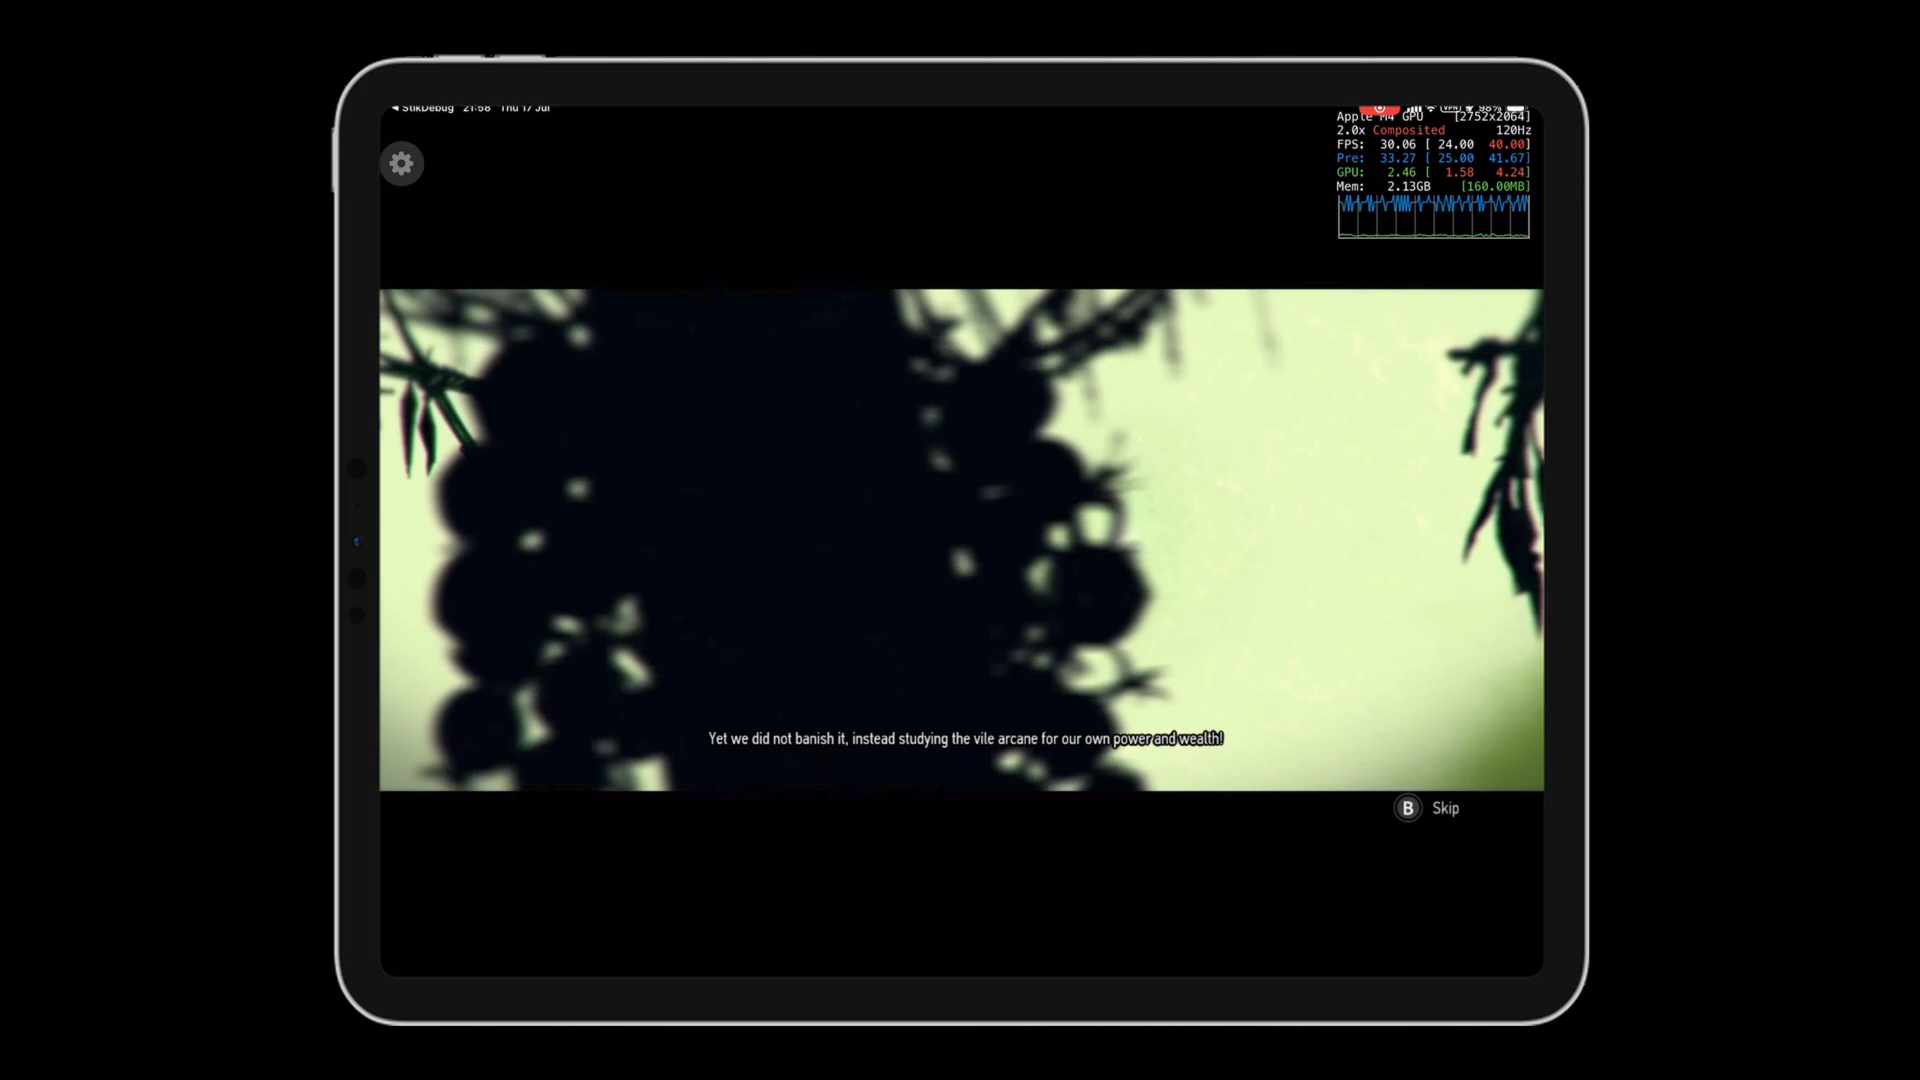 ◀ StikDebug 21:58 Thu 17 Jul
VPN 98%
Apple M4 GPU [2752x2064]
2.0x Composited 120Hz
FPS: 30.06 [ 24.00 40.00]
Pre: 33.27 [ 25.00 41.67]
GPU: 2.46 [ 1.58 4.24]
Mem: 2.13GB [160.00MB]
Yet we did not banish it, instead studying the vile arcane for our own power and wealth!
B Skip